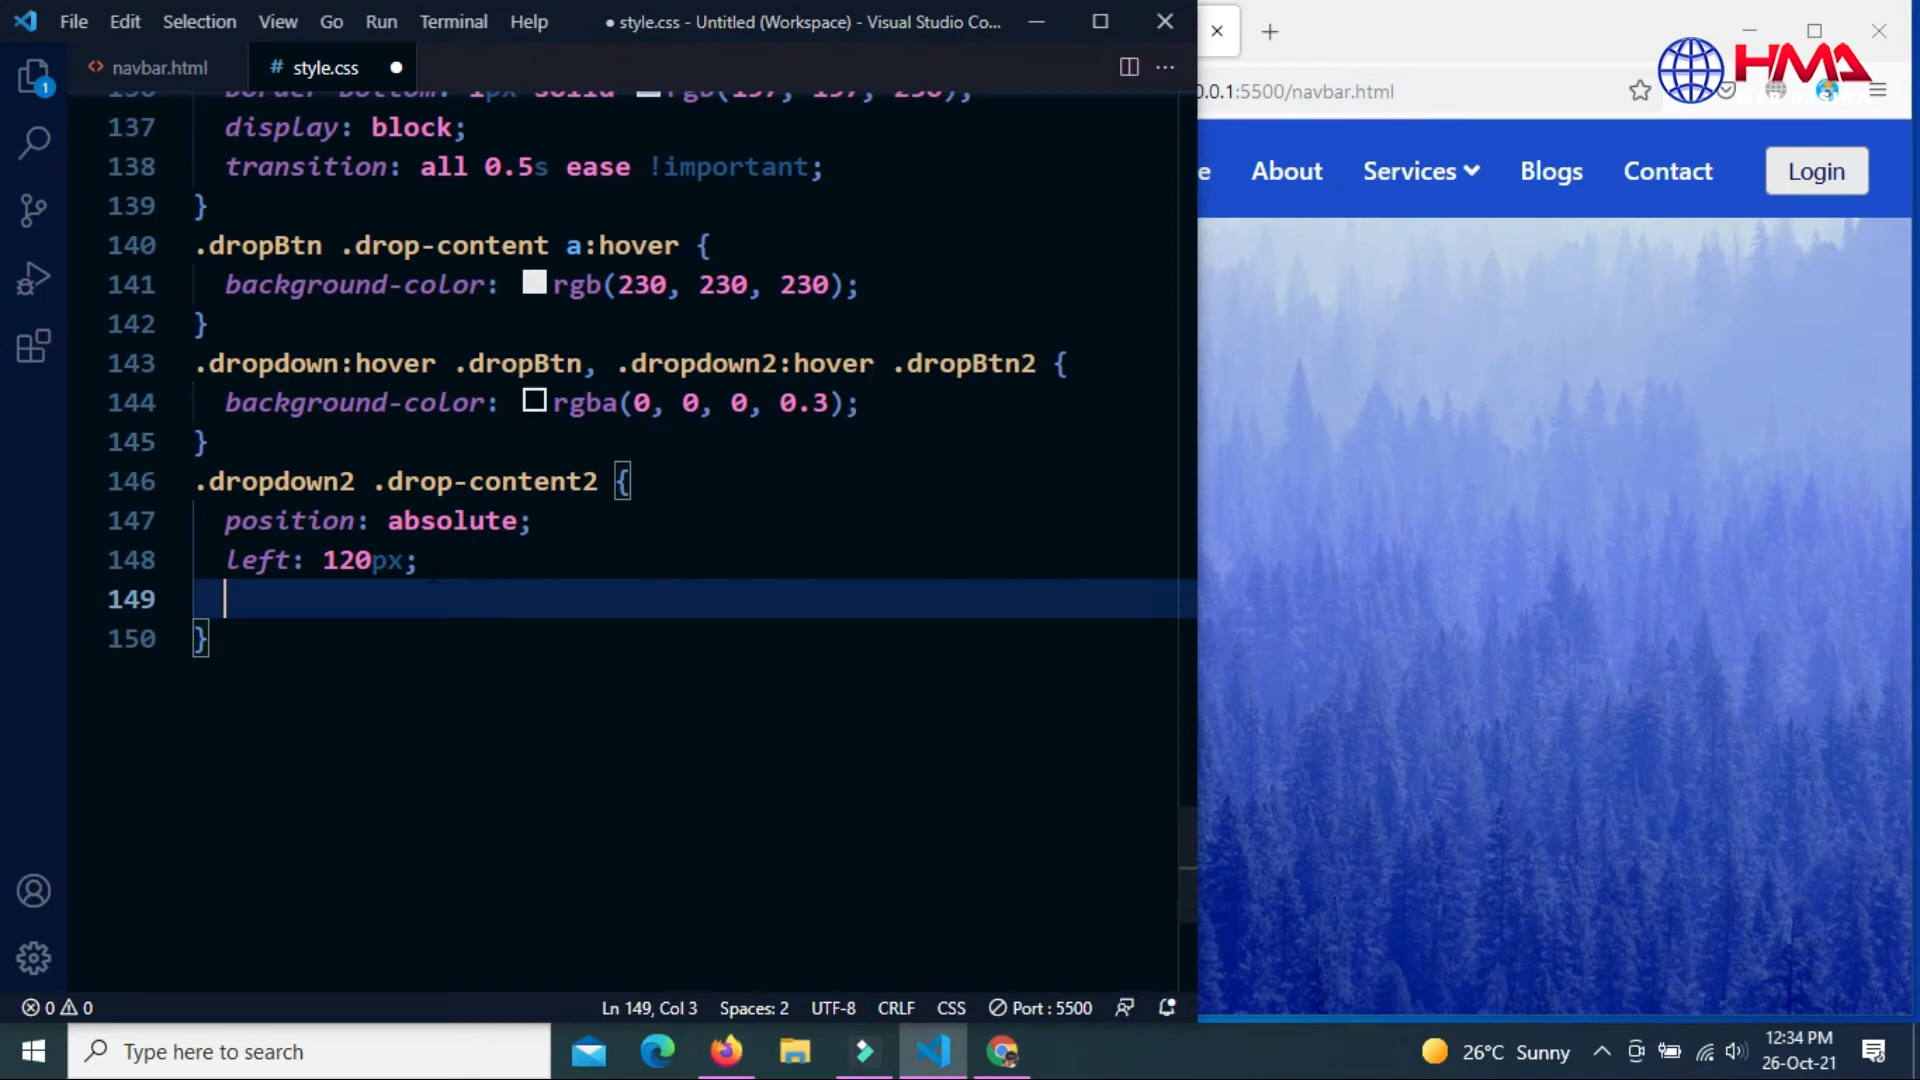 File Edit Selection View Go Run Terminal Help ● style.css - Untitled (Workspace) - Visual Studio Co...
navbar.html # style.css ●
1
137 display: block;
138 transition: all 0.5s ease !important;
139 }
140 .dropBtn .drop-content a:hover {
141 background-color: rgb(230, 230, 230);
142 }
143 .dropdown:hover .dropBtn, .dropdown2:hover .dropBtn2 {
144 background-color: rgba(0, 0, 0, 0.3);
145 }
146 .dropdown2 .drop-content2 {
147 position: absolute;
148 left: 120px;
149
150 }
0 0 Ln 149, Col 3 Spaces: 2 UTF-8 CRLF CSS Port : 5500
HMA
.0.1:5500/navbar.html
e About Services Blogs Contact Login
Type here to search
26°C Sunny
12:34 PM
26-Oct-21